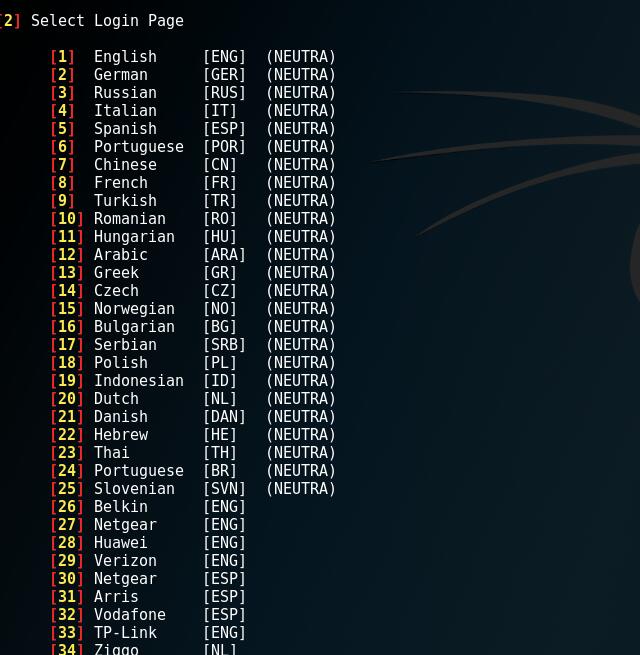 [2] Select Login Page
[1] English [ENG] (NEUTRA)
[2] German [GER] (NEUTRA)
[3] Russian [RUS] (NEUTRA)
[4] Italian [IT] (NEUTRA)
[5] Spanish [ESP] (NEUTRA)
[6] Portuguese [POR] (NEUTRA)
[7] Chinese [CN] (NEUTRA)
[8] French [FR] (NEUTRA)
[9] Turkish [TR] (NEUTRA)
[10] Romanian [RO] (NEUTRA)
[11] Hungarian [HU] (NEUTRA)
[12] Arabic [ARA] (NEUTRA)
[13] Greek [GR] (NEUTRA)
[14] Czech [CZ] (NEUTRA)
[15] Norwegian [NO] (NEUTRA)
[16] Bulgarian [BG] (NEUTRA)
[17] Serbian [SRB] (NEUTRA)
[18] Polish [PL] (NEUTRA)
[19] Indonesian [ID] (NEUTRA)
[20] Dutch [NL] (NEUTRA)
[21] Danish [DAN] (NEUTRA)
[22] Hebrew [HE] (NEUTRA)
[23] Thai [TH] (NEUTRA)
[24] Portuguese [BR] (NEUTRA)
[25] Slovenian [SVN] (NEUTRA)
[26] Belkin [ENG]
[27] Netgear [ENG]
[28] Huawei [ENG]
[29] Verizon [ENG]
[30] Netgear [ESP]
[31] Arris [ESP]
[32] Vodafone [ESP]
[33] TP-Link [ENG]
[34] Ziggo [NL]